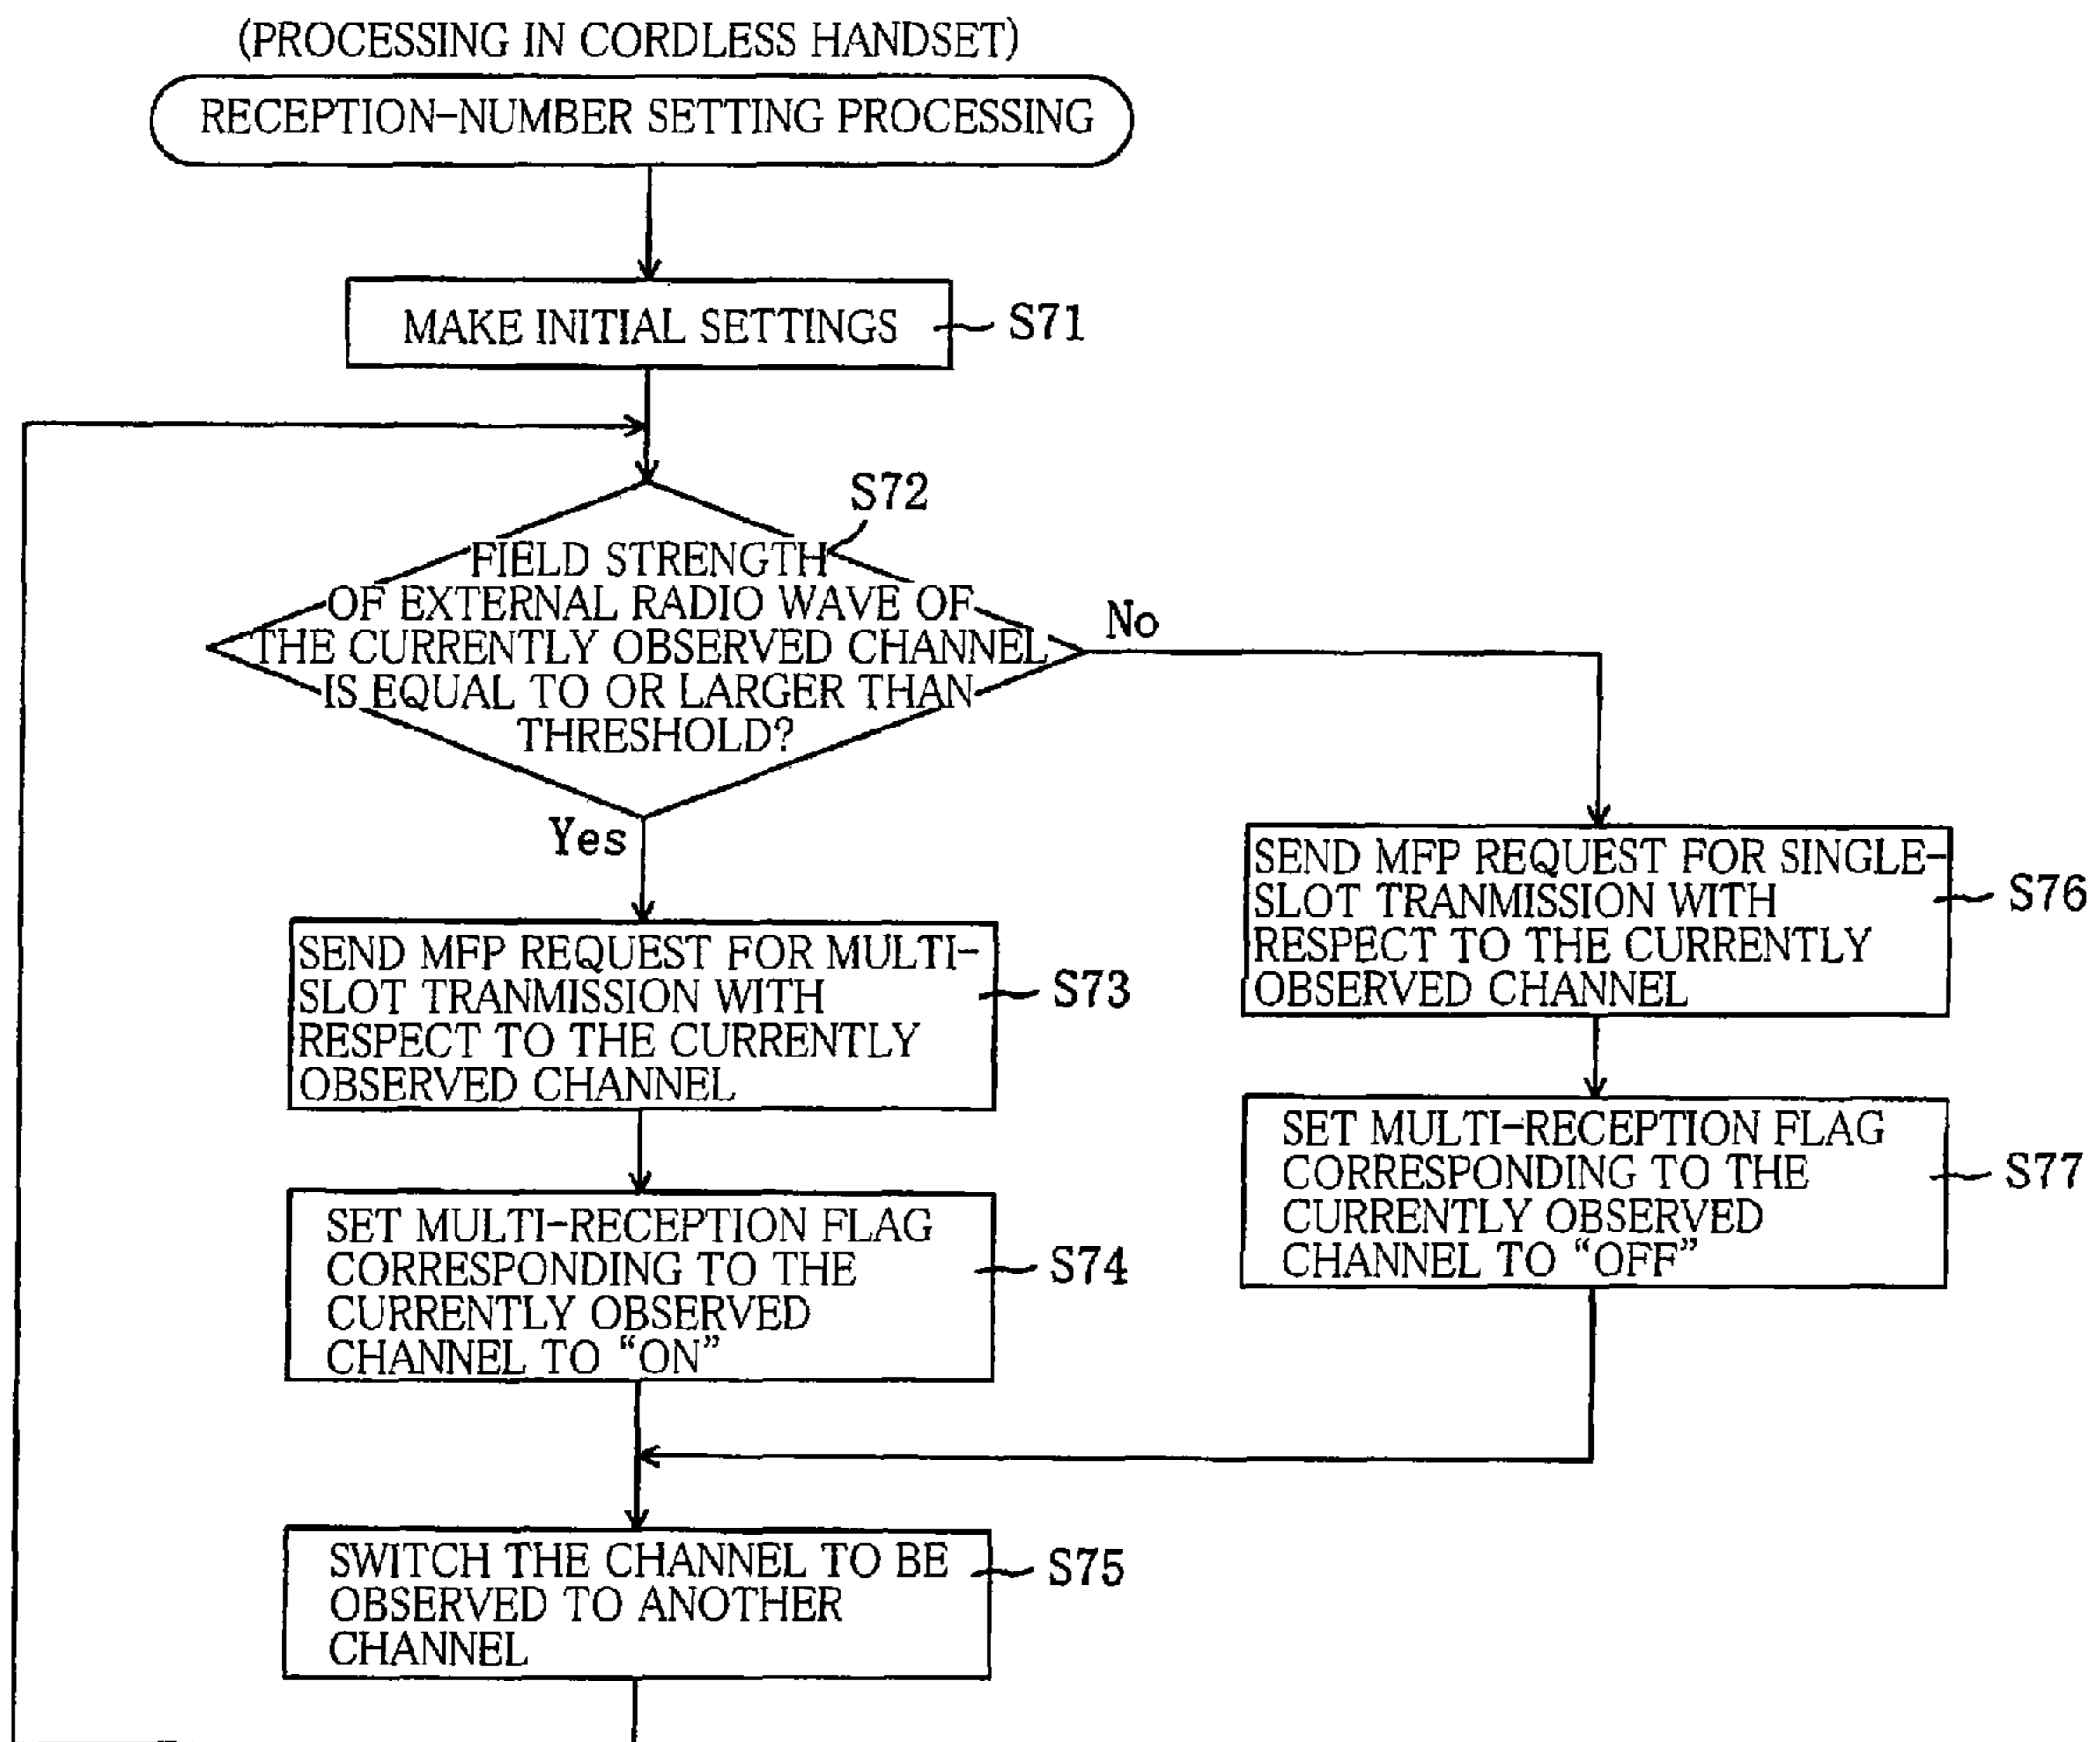 (PROCESSING IN CORDLESS HANDSET)
RECEPTION-NUMBER SETTING PROCESSING
MAKE INITIAL SETTINGS
S71
S72
FIELD STRENGTH
OF EXTERNAL RADIO WAVE OF
THE CURRENTLY OBSERVED CHANNEL
IS EQUAL TO OR LARGER THAN
THRESHOLD?
No
Yes
SEND MFP REQUEST FOR MULTI-
SLOT TRANMISSION WITH
RESPECT TO THE CURRENTLY
OBSERVED CHANNEL
S73
SET MULTI-RECEPTION FLAG
CORRESPONDING TO THE
CURRENTLY OBSERVED
CHANNEL TO “ON”
S74
SEND MFP REQUEST FOR SINGLE-
SLOT TRANMISSION WITH
RESPECT TO THE CURRENTLY
OBSERVED CHANNEL
S76
SET MULTI-RECEPTION FLAG
CORRESPONDING TO THE
CURRENTLY OBSERVED
CHANNEL TO “OFF”
S77
SWITCH THE CHANNEL TO BE
OBSERVED TO ANOTHER
CHANNEL
S75